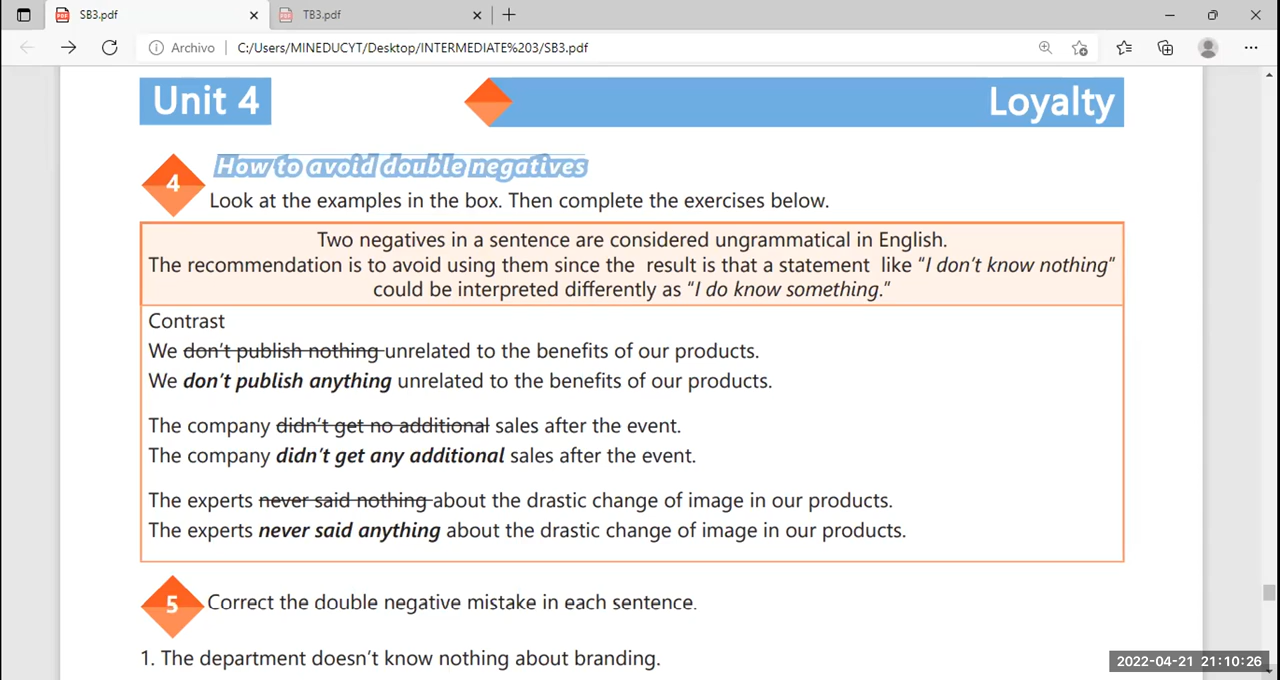 SB3.pdf
TB3.pdf
Archivo
C:/Users/MINEDUCYT/Desktop/INTERMEDIATE%203/SB3.pdf
Unit 4
Loyalty
4
How to avoid double negatives
Look at the examples in the box. Then complete the exercises below.
Two negatives in a sentence are considered ungrammatical in English.
The recommendation is to avoid using them since the result is that a statement like “I don’t know nothing”
could be interpreted differently as “I do know something.”
Contrast
We don’t publish nothing unrelated to the benefits of our products.
We don’t publish anything unrelated to the benefits of our products.
The company didn’t get no additional sales after the event.
The company didn’t get any additional sales after the event.
The experts never said nothing about the drastic change of image in our products.
The experts never said anything about the drastic change of image in our products.
5
Correct the double negative mistake in each sentence.
1. The department doesn’t know nothing about branding.
2022-04-21 21:10:26